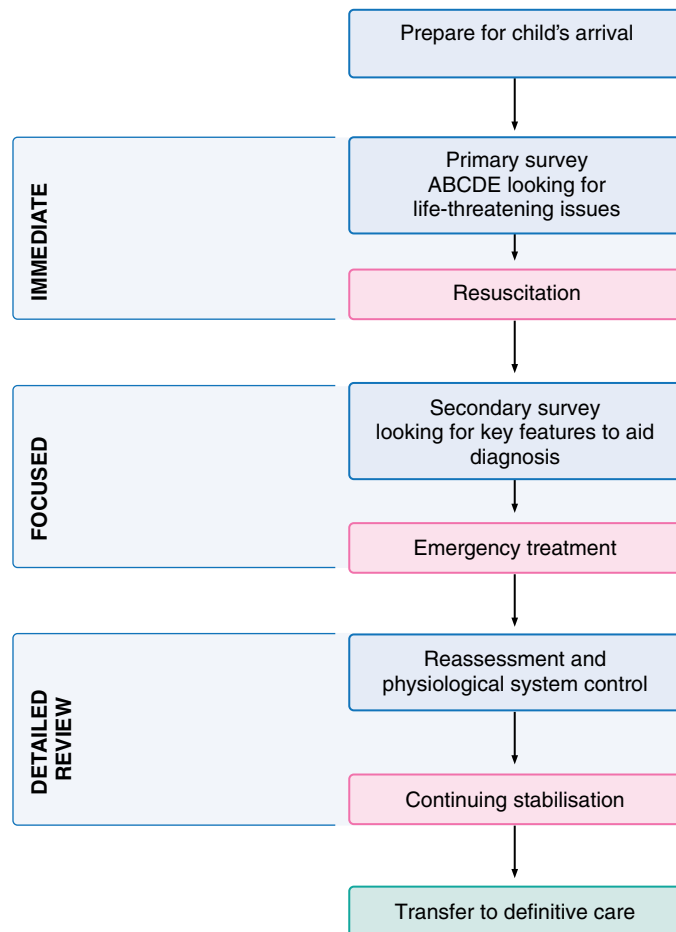 Prepare for child’s arrival
IMMEDIATE
Primary survey
ABCDE looking for
life-threatening issues
Resuscitation
FOCUSED
Secondary survey
looking for key features to aid
diagnosis
Emergency treatment
DETAILED
REVIEW
Reassessment and
physiological system control
Continuing stabilisation
Transfer to definitive care